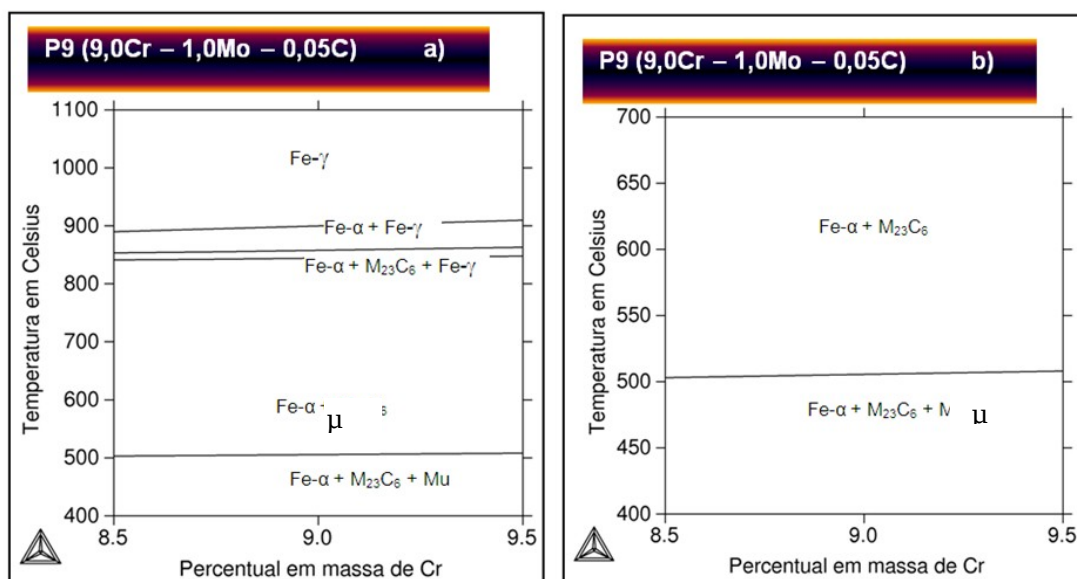 P9 (9,0Cr – 1,0Mo – 0,05C) a)
1100
1000
900
800
700
600
500
400
Temperatura em Celsius
Fe-γ
Fe-α + Fe-γ
Fe-α + M₂₃C₆ + Fe-γ
Fe-α + ₆
μ
Fe-α + M₂₃C₆ + Mu
8.5 9.0 9.5
Percentual em massa de Cr
P9 (9,0Cr – 1,0Mo – 0,05C) b)
700
650
600
550
500
450
400
Temperatura em Celsius
Fe-α + M₂₃C₆
Fe-α + M₂₃C₆ + μ
8.5 9.0 9.5
Percentual em massa de Cr